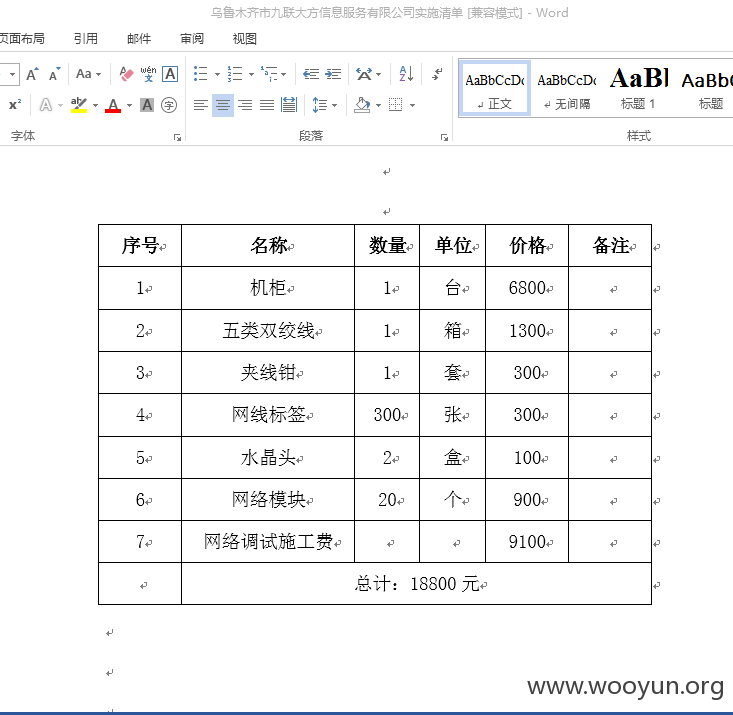 乌鲁木齐市九联大方信息服务有限公司实施清单 [兼容模式] - Word
页面布局 引用 邮件 审阅 视图
A A Aa wén A A
x² A ab A A 字
AaBbCcDc AaBbCcDc AaBl AaBb
正文 无间隔 标题 1 标题
字体 段落 样式
序号 名称 数量 单位 价格 备注
1 机柜 1 台 6800
2 五类双绞线 1 箱 1300
3 夹线钳 1 套 300
4 网线标签 300 张 300
5 水晶头 2 盒 100
6 网络模块 20 个 900
7 网络调试施工费 9100
总计：18800 元
www.wooyun.org